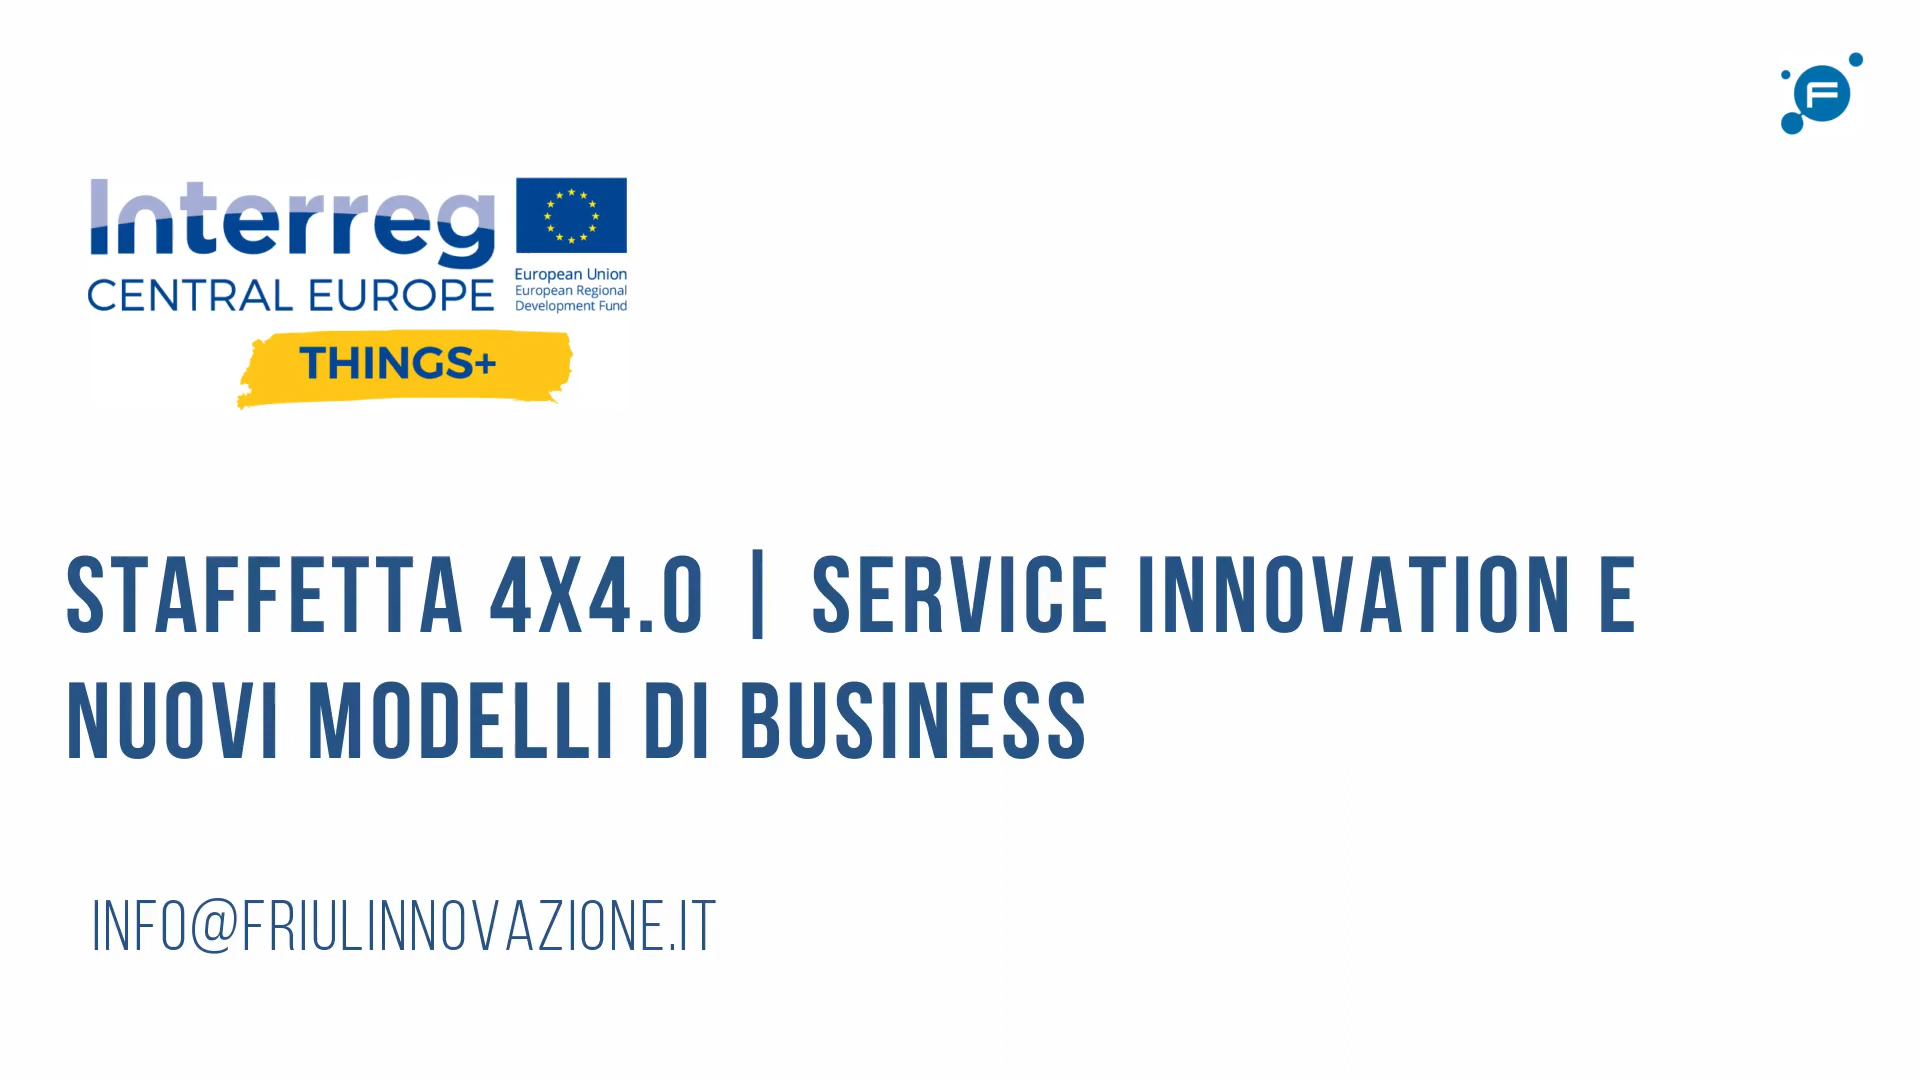 F
Interreg
CENTRAL EUROPE
European Union
European Regional
Development Fund
THINGS+
STAFFETTA 4X4.0 | SERVICE INNOVATION E
NUOVI MODELLI DI BUSINESS
INFO@FRIULINNOVAZIONE.IT